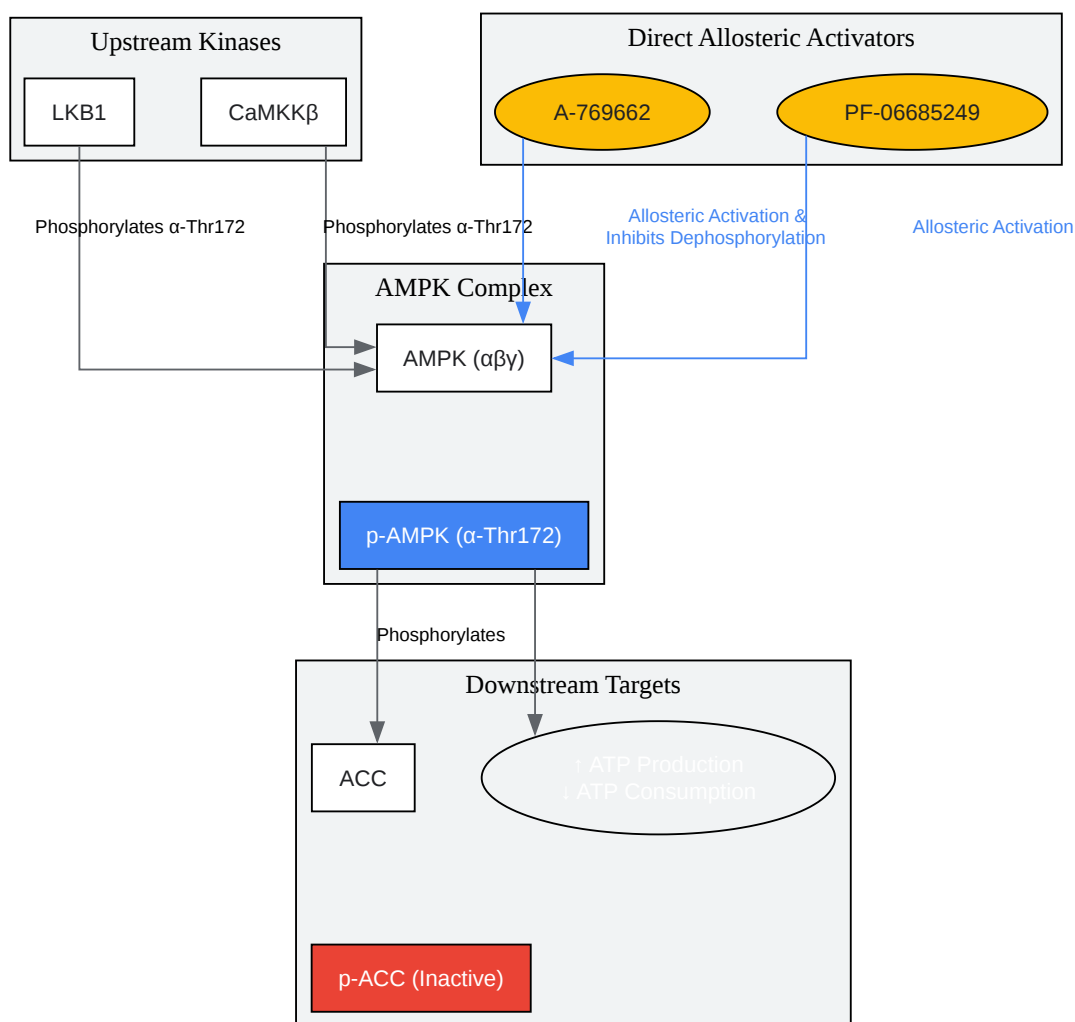 Upstream Kinases
LKB1
CaMKKβ
Direct Allosteric Activators
A-769662
PF-06685249
Phosphorylates α-Thr172
Phosphorylates α-Thr172
Allosteric Activation &
Inhibits Dephosphorylation
Allosteric Activation
AMPK Complex
AMPK (αβγ)
p-AMPK (α-Thr172)
Phosphorylates
Downstream Targets
ACC
↑ ATP Production
↓ ATP Consumption
p-ACC (Inactive)